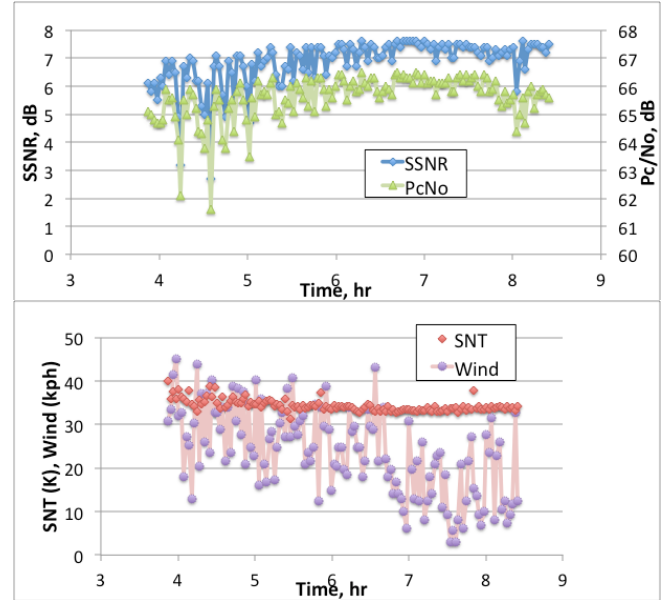 8
7
6
5
4
3
2
1
0
SSNR, dB
68
67
66
65
64
63
62
61
60
Pc/No, dB
SSNR
PcNo
3 4 5 6 7 8 9
Time, hr
50
40
30
20
10
0
SNT (K), Wind (kph)
SNT
Wind
3 4 5 6 7 8 9
Time, hr